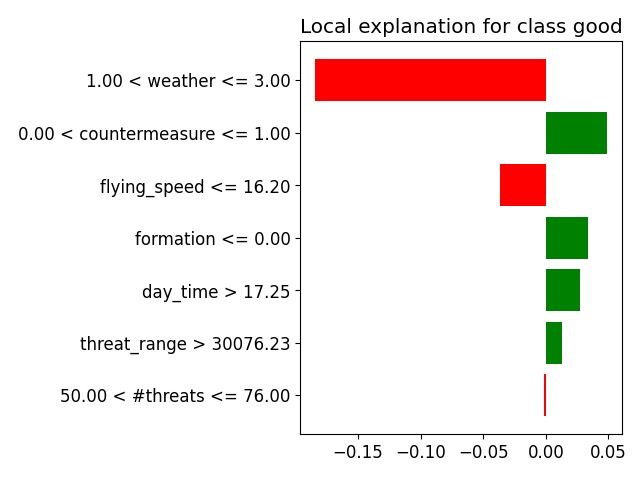 Local explanation for class good
1.00 < weather <= 3.00
0.00 < countermeasure <= 1.00
flying_speed <= 16.20
formation <= 0.00
day_time > 17.25
threat_range > 30076.23
50.00 < #threats <= 76.00
−0.15 −0.10 −0.05 0.00 0.05